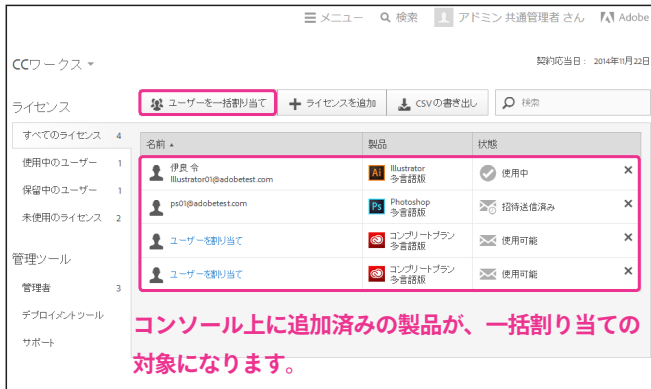 メニュー 検索 アドミン 共通管理者 さん Adobe
CCワークス 契約応当日： 2014年11月22日
ライセンス ユーザーを一括割り当て ライセンスを追加 CSVの書き出し 検索
すべてのライセンス 4
名前 製品 状態
使用中のユーザー 1
伊良 令 Illustrator 使用中
Illustrator01@adobetest.com 多言語版
保留中のユーザー 1
ps01@adobetest.com Photoshop 招待送信済み
多言語版
未使用のライセンス 2
ユーザーを割り当て コンプリートプラン 使用可能
多言語版
管理ツール
ユーザーを割り当て コンプリートプラン 使用可能
多言語版
管理者 3
デプロイメントツール
サポート
コンソール上に追加済みの製品が、一括割り当ての
対象になります。